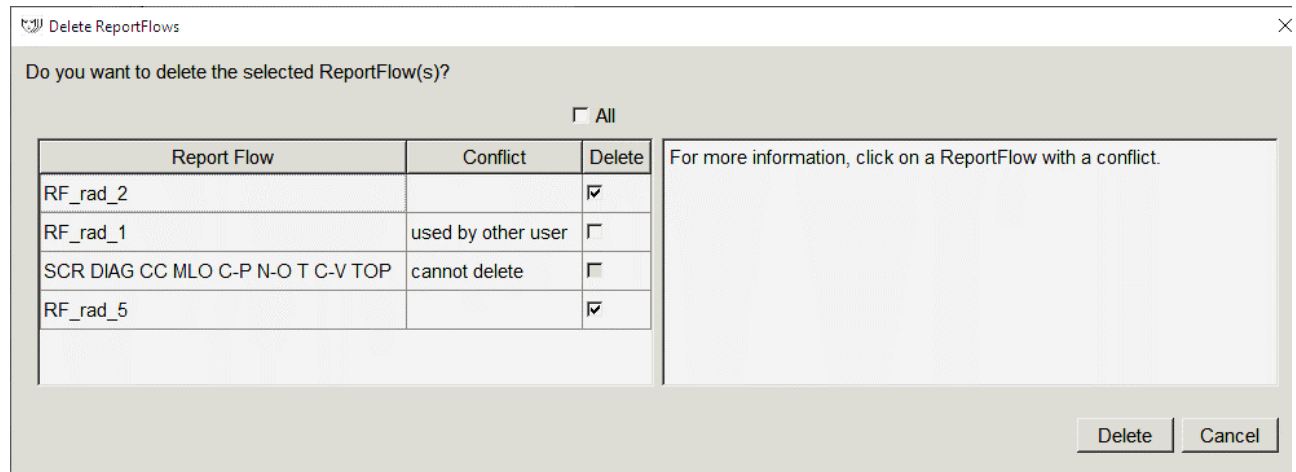 Delete ReportFlows
Do you want to delete the selected ReportFlow(s)?
All
Report Flow Conflict Delete
For more information, click on a ReportFlow with a conflict.
RF_rad_2
RF_rad_1 used by other user
SCR DIAG CC MLO C-P N-O T C-V TOP cannot delete
RF_rad_5
Delete Cancel